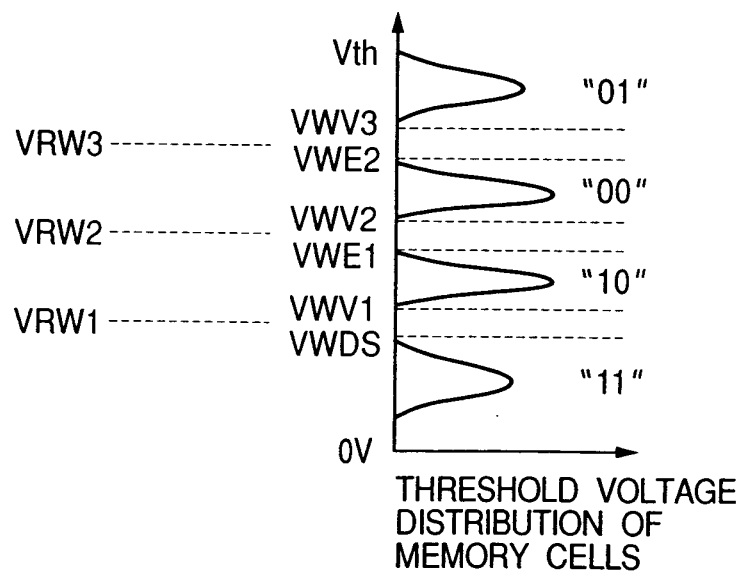 Vth
"01"
VWV3
VRW3
VWE2
"00"
VWV2
VRW2
VWE1
"10"
VWV1
VRW1
VWDS
"11"
0V
THRESHOLD VOLTAGE
DISTRIBUTION OF
MEMORY CELLS